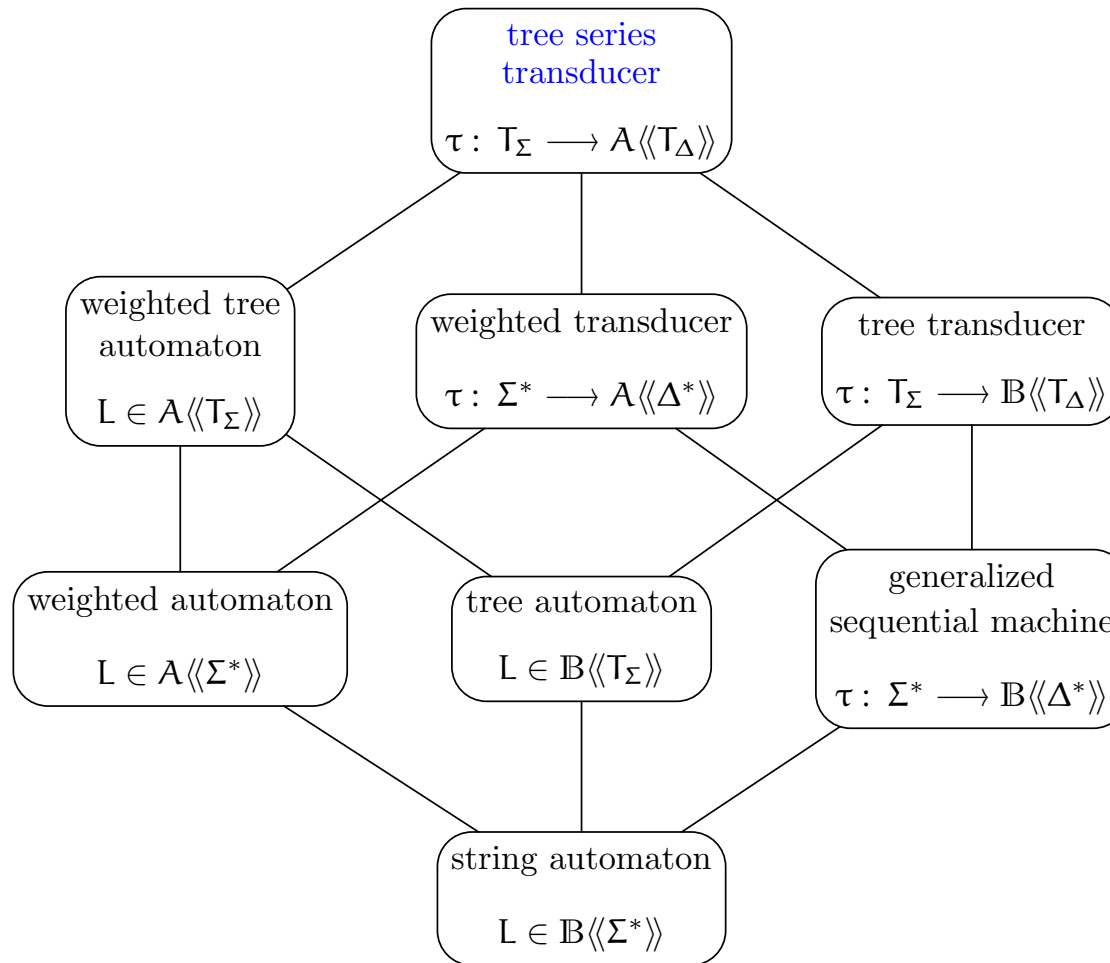 tree series
transducer
τ : T_Σ ⟶ A⟪T_Δ⟫
weighted tree
automaton
L ∈ A⟪T_Σ⟫
weighted transducer
τ : Σ* ⟶ A⟪Δ*⟫
tree transducer
τ : T_Σ ⟶ 𝔹⟪T_Δ⟫
weighted automaton
L ∈ A⟪Σ*⟫
tree automaton
L ∈ 𝔹⟪T_Σ⟫
generalized
sequential machine
τ : Σ* ⟶ 𝔹⟪Δ*⟫
string automaton
L ∈ 𝔹⟪Σ*⟫